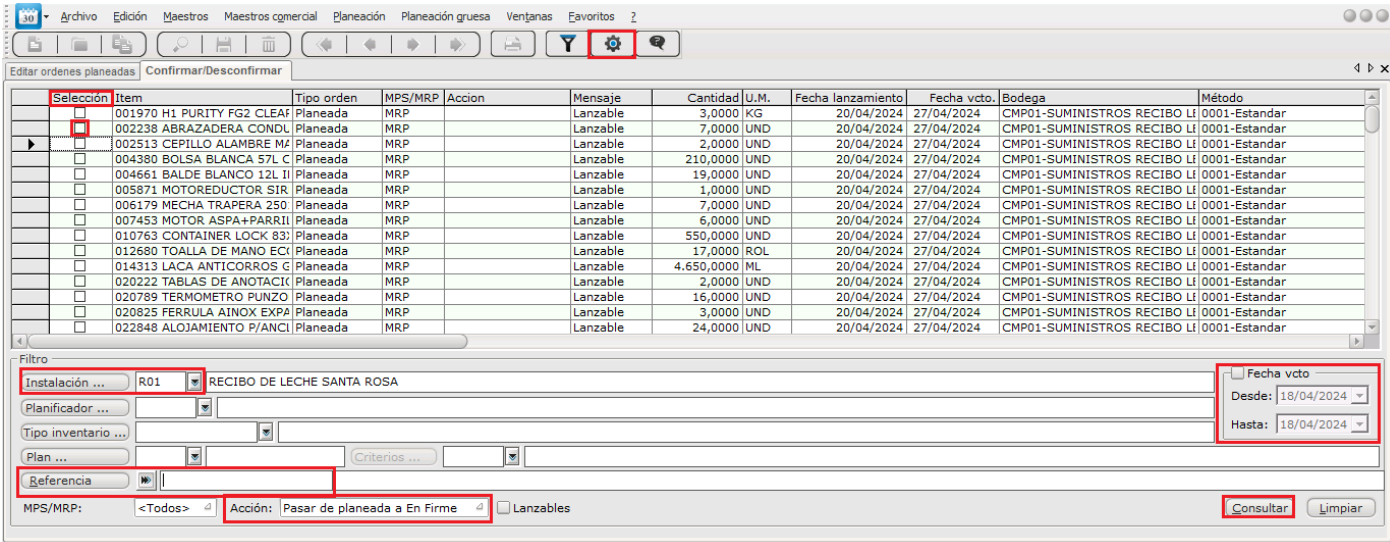 30 Archivo Edición Maestros Maestros comercial Planeación Planeación gruesa Ventanas Favoritos ?
Editar ordenes planeadas Confirmar/Desconfirmar
Selección Item Tipo orden MPS/MRP Accion Mensaje Cantidad U.M. Fecha lanzamiento Fecha vcto. Bodega Método
001970 H1 PURITY FG2 CLEAR Planeada MRP Lanzable 3,0000 KG 20/04/2024 27/04/2024 CMP01-SUMINISTROS RECIBO LE 0001-Estandar
002238 ABRAZADERA CONDU Planeada MRP Lanzable 7,0000 UND 20/04/2024 27/04/2024 CMP01-SUMINISTROS RECIBO LE 0001-Estandar
002513 CEPILLO ALAMBRE MA Planeada MRP Lanzable 2,0000 UND 20/04/2024 27/04/2024 CMP01-SUMINISTROS RECIBO LE 0001-Estandar
004380 BOLSA BLANCA 57L C Planeada MRP Lanzable 210,0000 UND 20/04/2024 27/04/2024 CMP01-SUMINISTROS RECIBO LE 0001-Estandar
004661 BALDE BLANCO 12L Planeada MRP Lanzable 19,0000 UND 20/04/2024 27/04/2024 CMP01-SUMINISTROS RECIBO LE 0001-Estandar
005871 MOTOREDUCTOR SIR Planeada MRP Lanzable 1,0000 UND 20/04/2024 27/04/2024 CMP01-SUMINISTROS RECIBO LE 0001-Estandar
006179 MECHA TRAPERA 250 Planeada MRP Lanzable 7,0000 UND 20/04/2024 27/04/2024 CMP01-SUMINISTROS RECIBO LE 0001-Estandar
007453 MOTOR ASPA+PARRIL Planeada MRP Lanzable 6,0000 UND 20/04/2024 27/04/2024 CMP01-SUMINISTROS RECIBO LE 0001-Estandar
010763 CONTAINER LOCK 83 Planeada MRP Lanzable 550,0000 UND 20/04/2024 27/04/2024 CMP01-SUMINISTROS RECIBO LE 0001-Estandar
012680 TOALLA DE MANO EC Planeada MRP Lanzable 17,0000 ROL 20/04/2024 27/04/2024 CMP01-SUMINISTROS RECIBO LE 0001-Estandar
014313 LACA ANTICORROS G Planeada MRP Lanzable 4.650,0000 ML 20/04/2024 27/04/2024 CMP01-SUMINISTROS RECIBO LE 0001-Estandar
020222 TABLAS DE ANOTACI Planeada MRP Lanzable 2,0000 UND 20/04/2024 27/04/2024 CMP01-SUMINISTROS RECIBO LE 0001-Estandar
020789 TERMOMETRO PUNZO Planeada MRP Lanzable 16,0000 UND 20/04/2024 27/04/2024 CMP01-SUMINISTROS RECIBO LE 0001-Estandar
020825 FERRULA AINOX EXPA Planeada MRP Lanzable 3,0000 UND 20/04/2024 27/04/2024 CMP01-SUMINISTROS RECIBO LE 0001-Estandar
022848 ALOJAMIENTO P/ANCL Planeada MRP Lanzable 24,0000 UND 20/04/2024 27/04/2024 CMP01-SUMINISTROS RECIBO LE 0001-Estandar
Filtro
Instalación ... R01 RECIBO DE LECHE SANTA ROSA
Fecha vcto
Planificador ...
Desde: 18/04/2024
Tipo inventario ...
Hasta: 18/04/2024
Plan ... Criterios ...
Referencia
MPS/MRP: <Todos> Acción: Pasar de planeada a En Firme Lanzables Consultar Limpiar